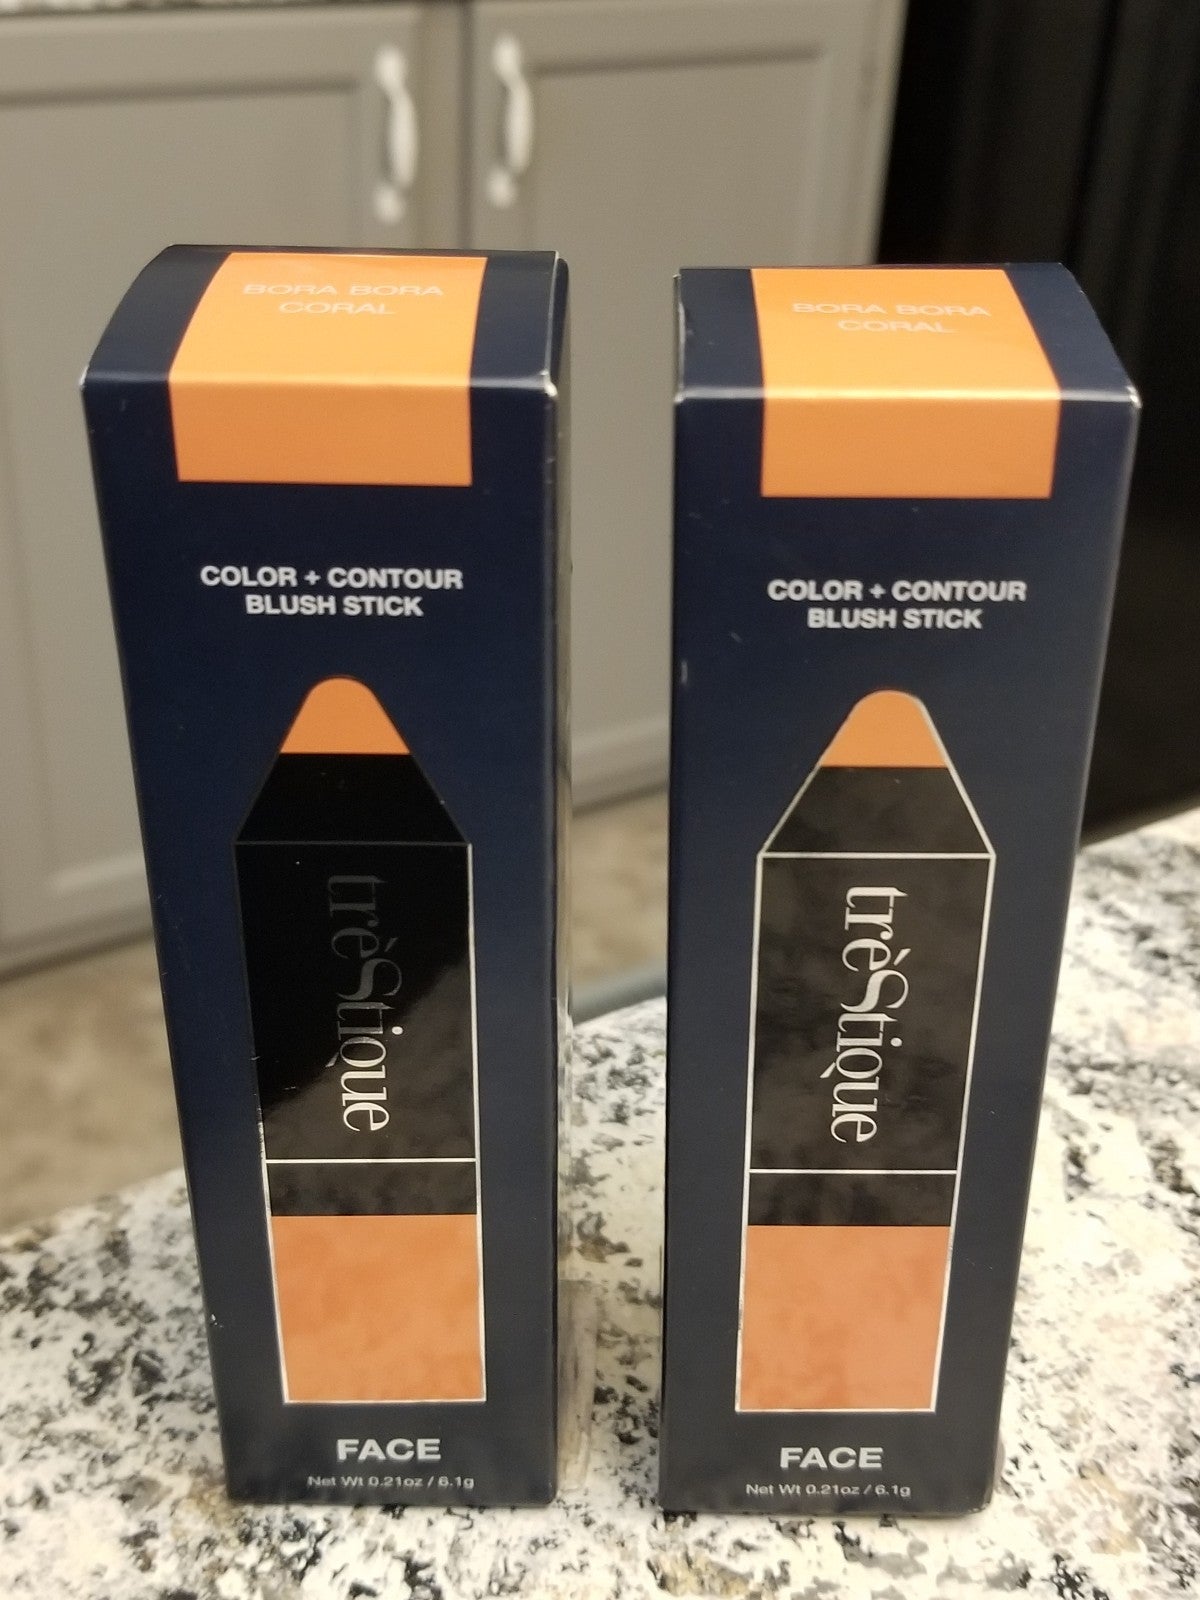 BORA BORA
CORAL
COLOR + CONTOUR
BLUSH STICK
trèStique
FACE
Net Wt 0.21oz / 6.1g
BORA BORA
CORAL
COLOR + CONTOUR
BLUSH STICK
trèStique
FACE
Net Wt 0.21oz / 6.1g